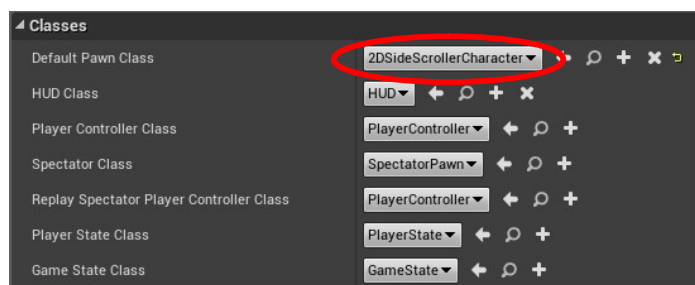 Classes
Default Pawn Class 2DSideScrollerCharacter
HUD Class HUD
Player Controller Class PlayerController
Spectator Class SpectatorPawn
Replay Spectator Player Controller Class PlayerController
Player State Class PlayerState
Game State Class GameState